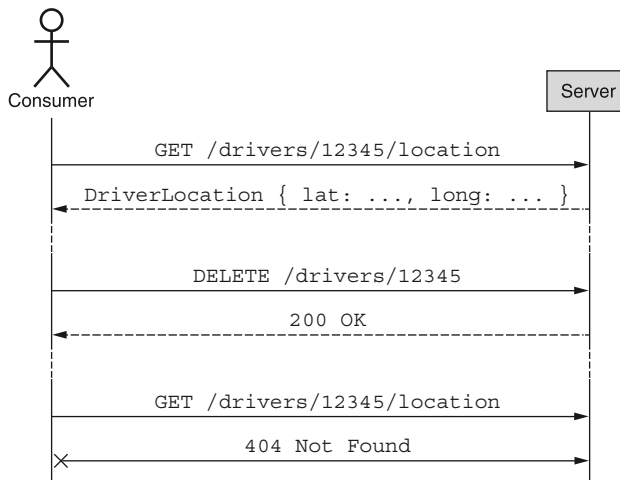 Consumer
Server
GET /drivers/12345/location
DriverLocation { lat: ..., long: ... }
DELETE /drivers/12345
200 OK
GET /drivers/12345/location
404 Not Found